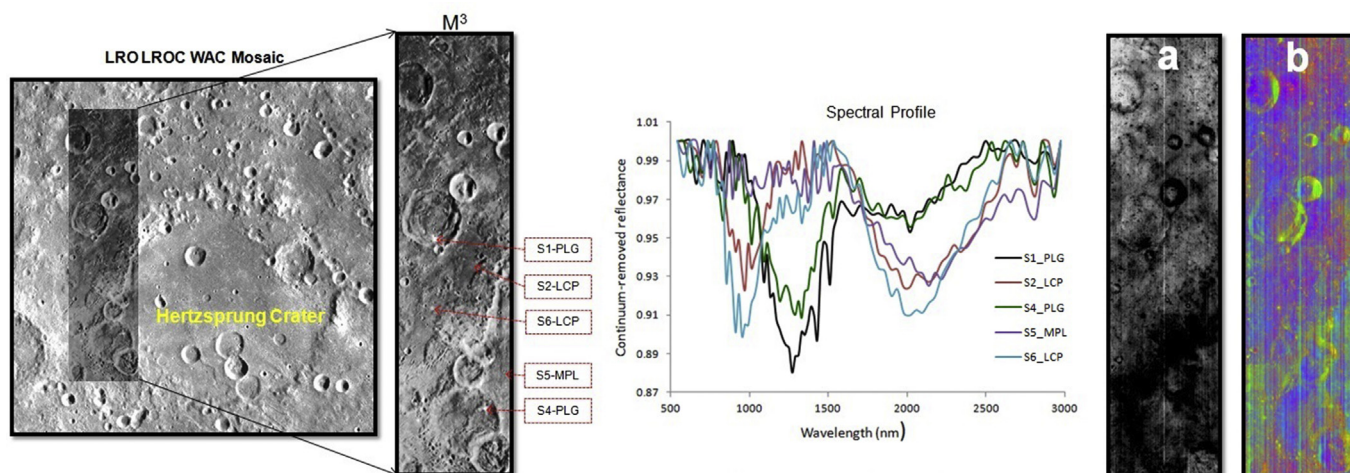 LRO LROC WAC Mosaic
Hertzsprung Crater
M³
S1-PLG
S2-LCP
S6-LCP
S5-MPL
S4-PLG
Spectral Profile
Continuum-removed reflectance
1.01
0.99
0.97
0.95
0.93
0.91
0.89
0.87
500
1000
1500
2000
2500
3000
Wavelength (nm)
S1_PLG
S2_LCP
S4_PLG
S5_MPL
S6_LCP
a
b